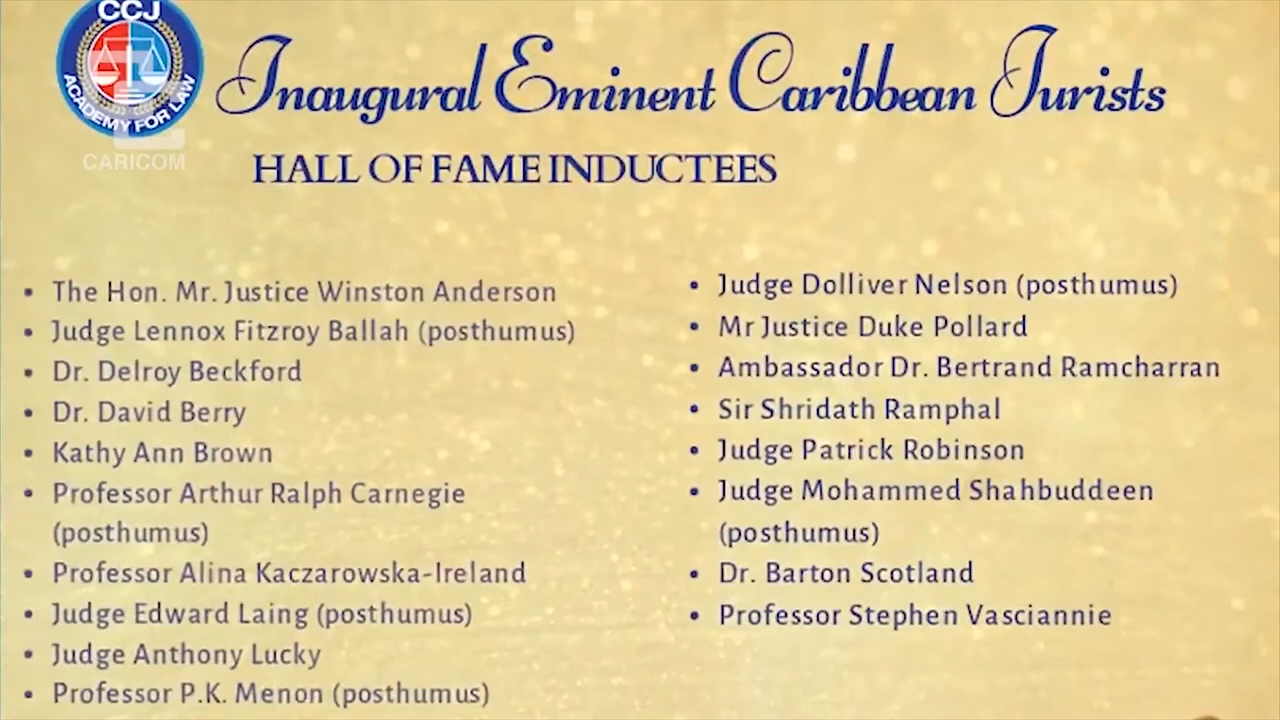 CCJ
ACADEMY FOR LAW
CARICOM
Inaugural Eminent Caribbean Jurists
HALL OF FAME INDUCTEES
• The Hon. Mr. Justice Winston Anderson
• Judge Lennox Fitzroy Ballah (posthumus)
• Dr. Delroy Beckford
• Dr. David Berry
• Kathy Ann Brown
• Professor Arthur Ralph Carnegie
(posthumus)
• Professor Alina Kaczarowska-Ireland
• Judge Edward Laing (posthumus)
• Judge Anthony Lucky
• Professor P.K. Menon (posthumus)
• Judge Dolliver Nelson (posthumus)
• Mr Justice Duke Pollard
• Ambassador Dr. Bertrand Ramcharran
• Sir Shridath Ramphal
• Judge Patrick Robinson
• Judge Mohammed Shahbuddeen
(posthumus)
• Dr. Barton Scotland
• Professor Stephen Vasciannie